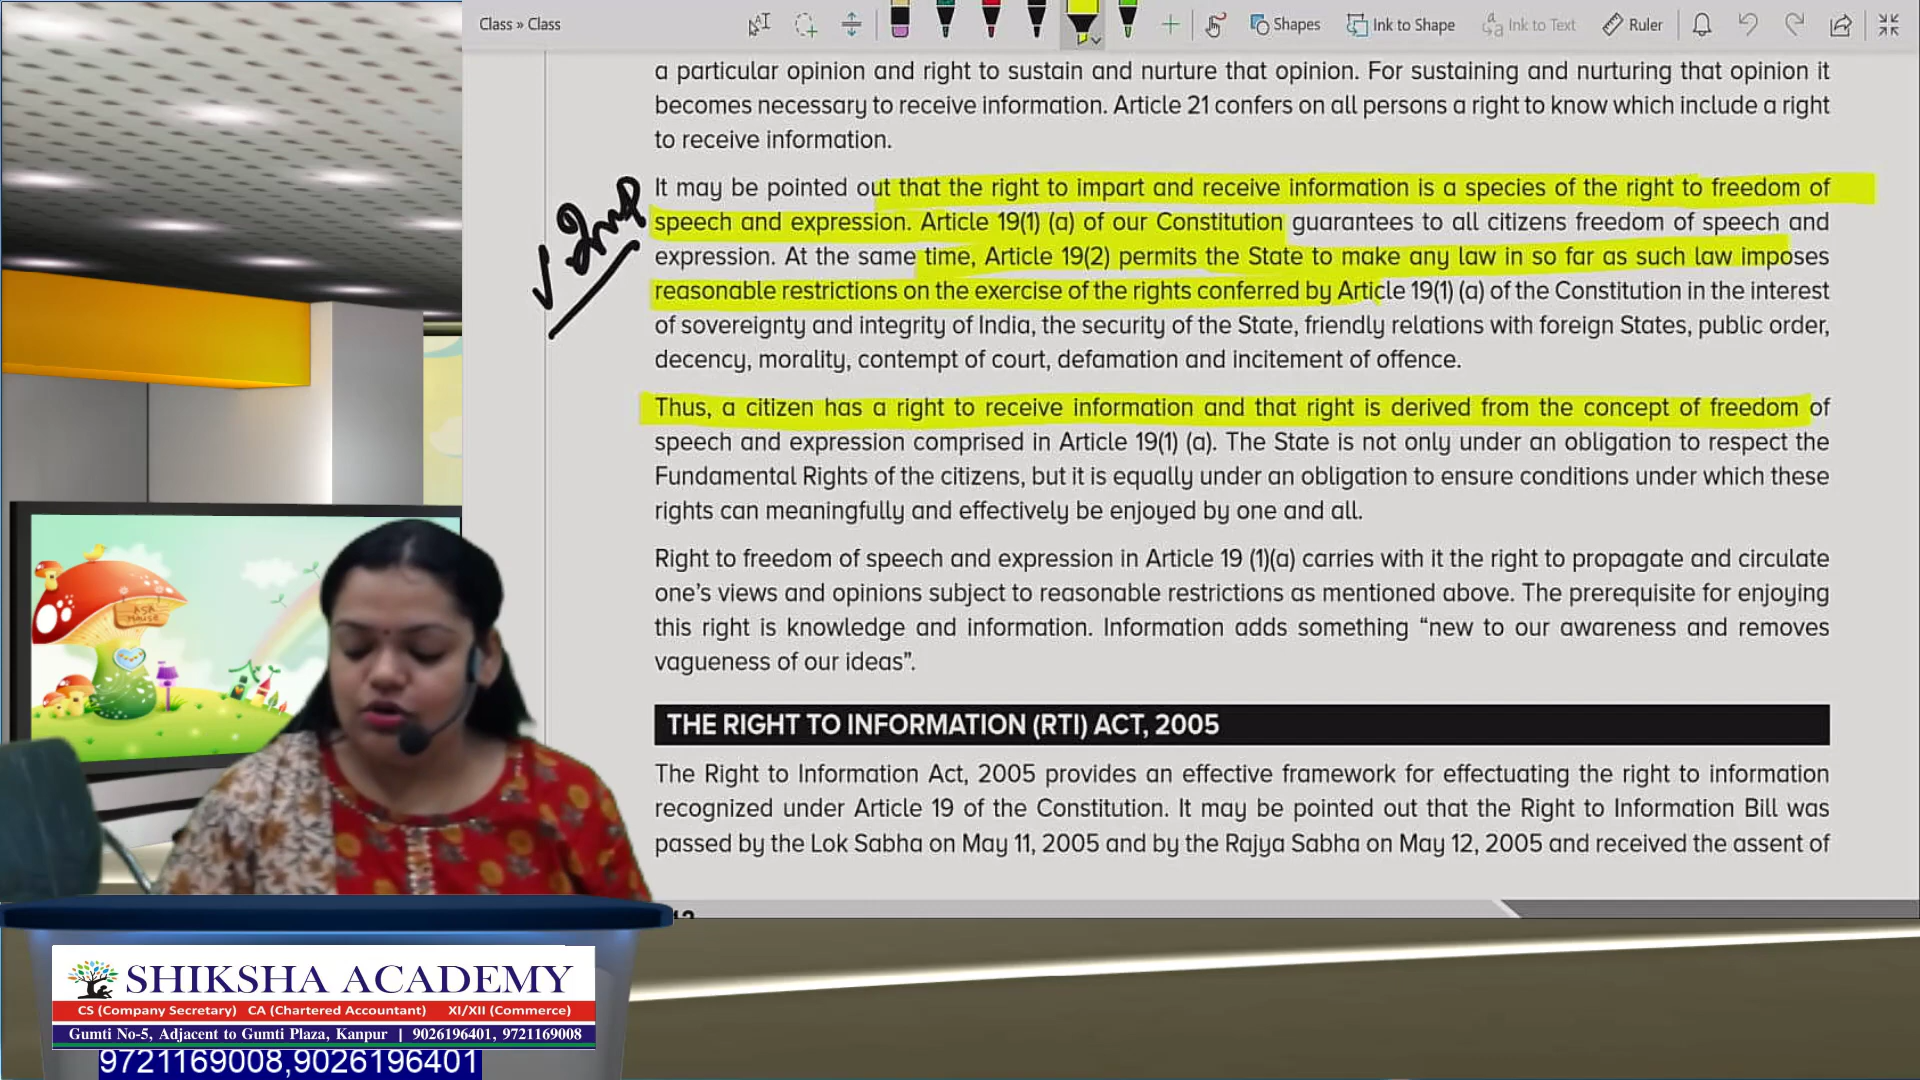 Class » Class
Shapes
Ink to Shape
Ink to Text
Ruler
a particular opinion and right to sustain and nurture that opinion. For sustaining and nurturing that opinion it
becomes necessary to receive information. Article 21 confers on all persons a right to know which include a right
to receive information.
Imp
It may be pointed out that the right to impart and receive information is a species of the right to freedom of
speech and expression. Article 19(1) (a) of our Constitution guarantees to all citizens freedom of speech and
expression. At the same time, Article 19(2) permits the State to make any law in so far as such law imposes
reasonable restrictions on the exercise of the rights conferred by Article 19(1) (a) of the Constitution in the interest
of sovereignty and integrity of India, the security of the State, friendly relations with foreign States, public order,
decency, morality, contempt of court, defamation and incitement of offence.
Thus, a citizen has a right to receive information and that right is derived from the concept of freedom of
speech and expression comprised in Article 19(1) (a). The State is not only under an obligation to respect the
Fundamental Rights of the citizens, but it is equally under an obligation to ensure conditions under which these
rights can meaningfully and effectively be enjoyed by one and all.
Right to freedom of speech and expression in Article 19 (1)(a) carries with it the right to propagate and circulate
one's views and opinions subject to reasonable restrictions as mentioned above. The prerequisite for enjoying
this right is knowledge and information. Information adds something “new to our awareness and removes
vagueness of our ideas”.
THE RIGHT TO INFORMATION (RTI) ACT, 2005
The Right to Information Act, 2005 provides an effective framework for effectuating the right to information
recognized under Article 19 of the Constitution. It may be pointed out that the Right to Information Bill was
passed by the Lok Sabha on May 11, 2005 and by the Rajya Sabha on May 12, 2005 and received the assent of
SHIKSHA ACADEMY
CS (Company Secretary) CA (Chartered Accountant) XI/XII (Commerce)
Gumti No-5, Adjacent to Gumti Plaza, Kanpur | 9026196401, 9721169008
9721169008,9026196401